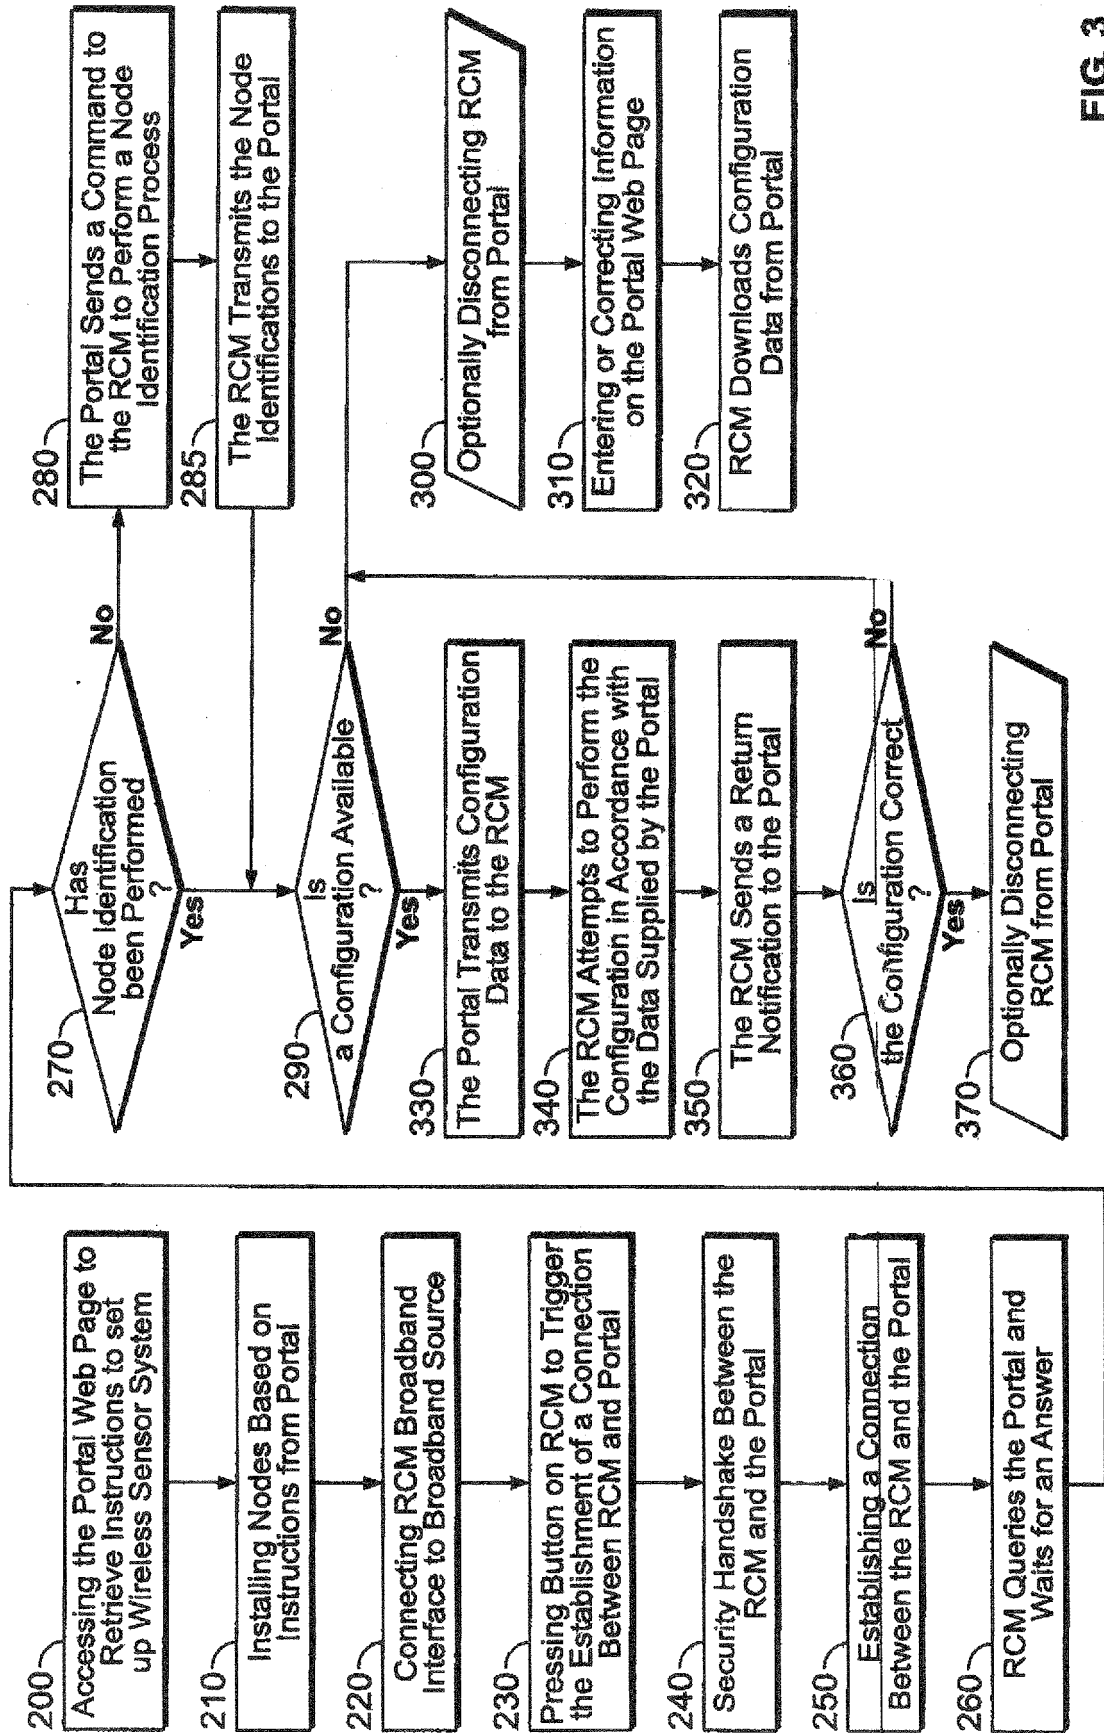 200
Accessing the Portal Web Page to
Retrieve Instructions to set
up Wireless Sensor System
210
Installing Nodes Based on
Instructions from Portal
220
Connecting RCM Broadband
Interface to Broadband Source
230
Pressing Button on RCM to Trigger
the Establishment of a Connection
Between RCM and Portal
240
Security Handshake Between the
RCM and the Portal
250
Establishing a Connection
Between the RCM and the Portal
260
RCM Queries the Portal and
Waits for an Answer
270
Has
Node Identification
been Performed
?
No
Yes
280
The Portal Sends a Command to
the RCM to Perform a Node
Identification Process
285
The RCM Transmits the Node
Identifications to the Portal
290
Is
a Configuration Available
?
No
Yes
300
Optionally Disconnecting RCM
from Portal
310
Entering or Correcting Information
on the Portal Web Page
320
RCM Downloads Configuration
Data from Portal
330
The Portal Transmits Configuration
Data to the RCM
340
The RCM Attempts to Perform the
Configuration in Accordance with
the Data Supplied by the Portal
350
The RCM Sends a Return
Notification to the Portal
360
Is
the Configuration Correct
?
No
Yes
370
Optionally Disconnecting
RCM from Portal
FIG. 3